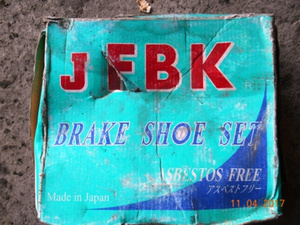 JFBK
BRAKE SHOE SET
ASBESTOS FREE
アスベストフリー
Made in Japan
11.04.2017